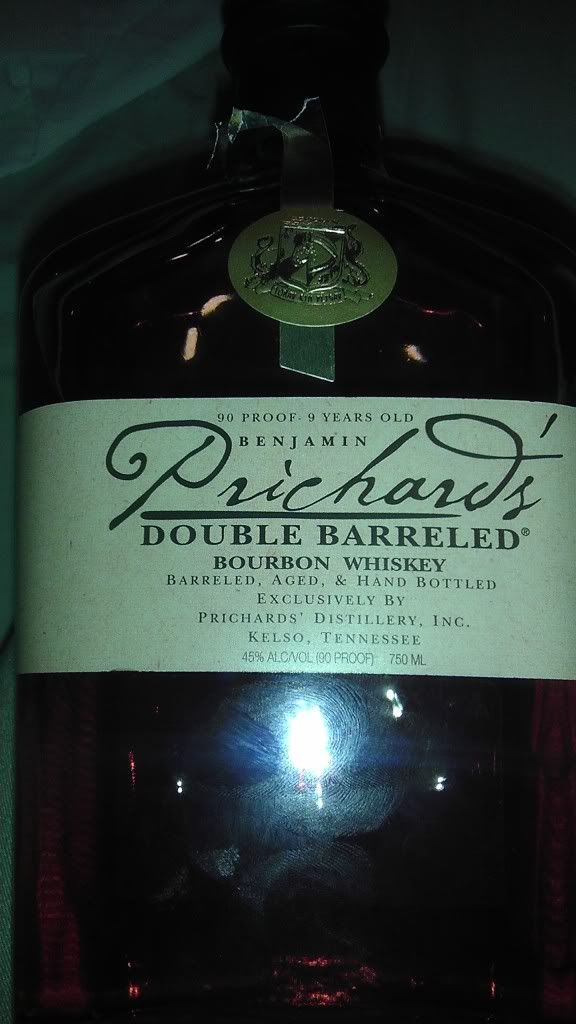 90 PROOF- 9 YEARS OLD
BENJAMIN
Prichard's
DOUBLE BARRELED®
BOURBON WHISKEY
BARRELED, AGED, & HAND BOTTLED
EXCLUSIVELY BY
PRICHARDS' DISTILLERY, INC.
KELSO, TENNESSEE
45% ALC/VOL (90 PROOF) 750 ML